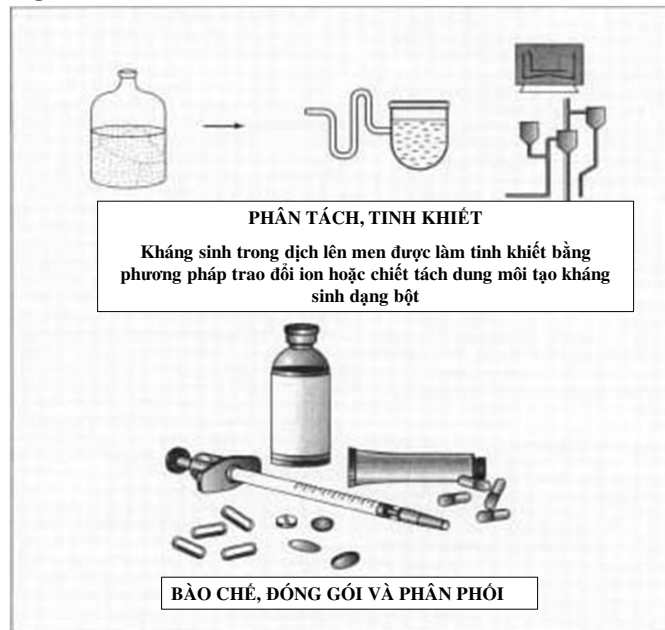 PHÂN TÁCH, TINH KHIẾT
Kháng sinh trong dịch lên men được làm tinh khiết bằng
phương pháp trao đổi ion hoặc chiết tách dung môi tạo kháng
sinh dạng bột
BÀO CHẾ, ĐÓNG GÓI VÀ PHÂN PHỐI